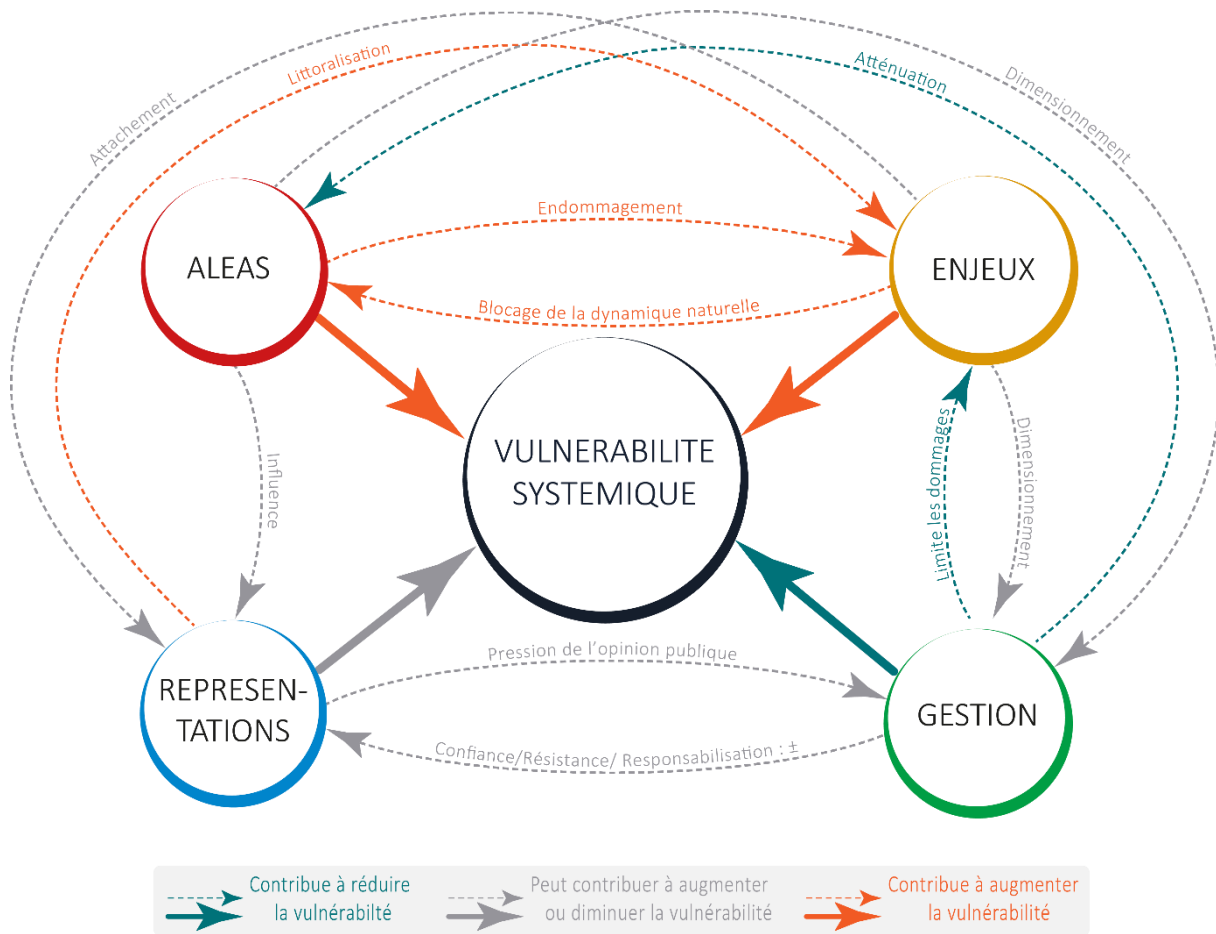 Littoralisation
Atténuation
Attachement
Dimensionnement
ALEAS
Endommagement
ENJEUX
Blocage de la dynamique naturelle
VULNERABILITE
SYSTEMIQUE
Influence
Limite les dommages
Dimensionnement
REPRESEN-
TATIONS
Pression de l’opinion publique
GESTION
Confiance/Résistance/ Responsabilisation : ±
Contribue à réduire
la vulnérabilté
Peut contribuer à augmenter
ou diminuer la vulnérabilité
Contribue à augmenter
la vulnérabilité